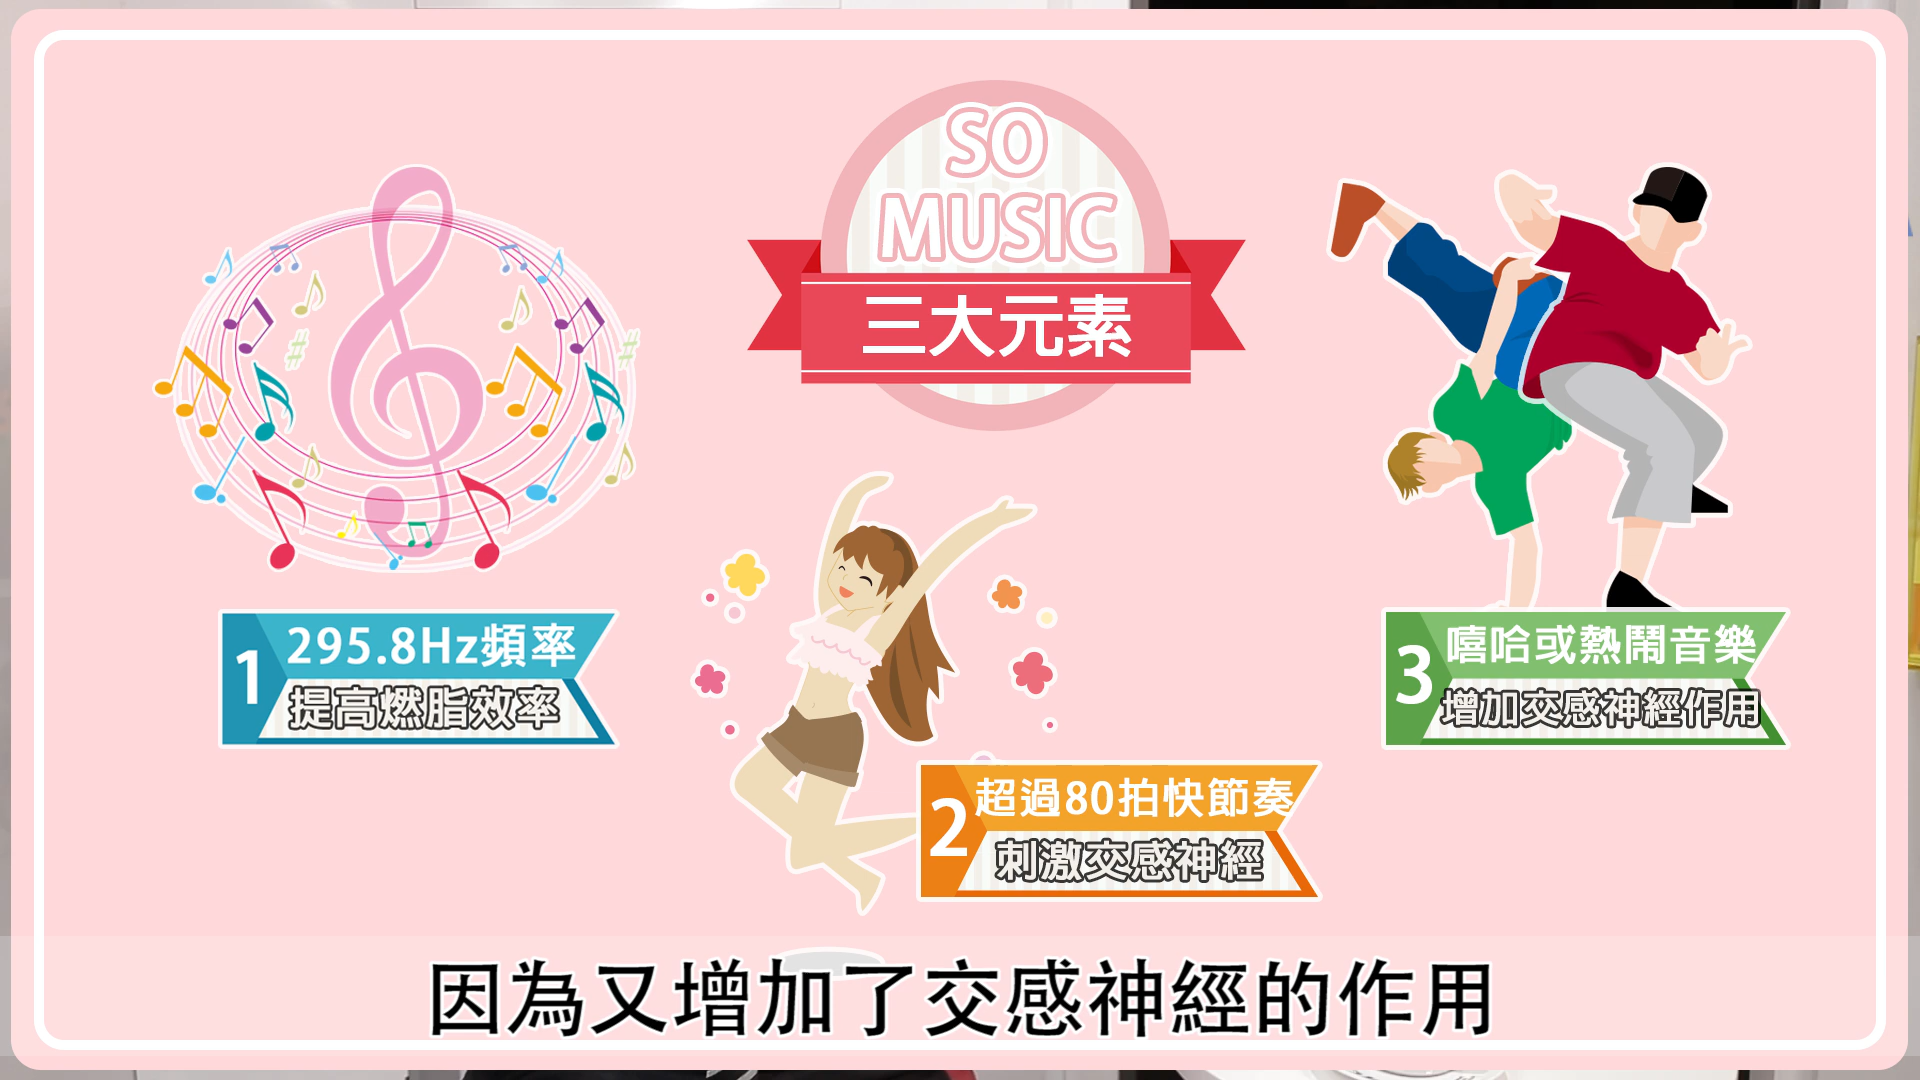 SO
MUSIC
三大元素
1
295.8Hz頻率
提高燃脂效率
2
超過80拍快節奏
刺激交感神經
3
嘻哈或熱鬧音樂
增加交感神經作用
因為又增加了交感神經的作用